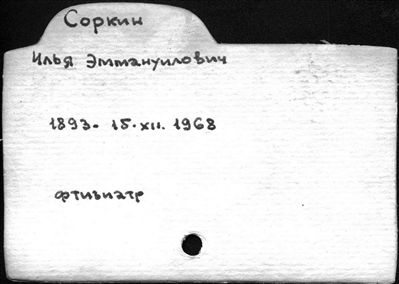 Соркин
Илья Эммануилович
1893- 15.XII.1968
фтизиатр